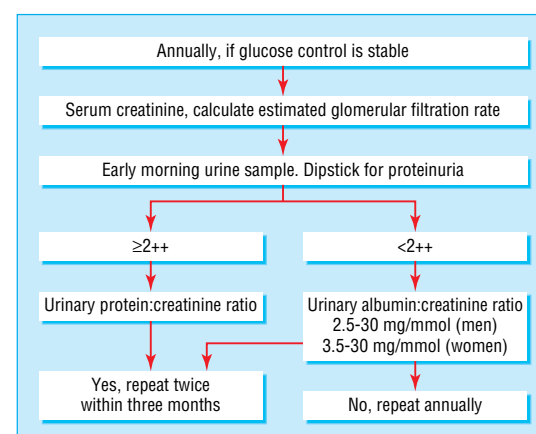 Annually, if glucose control is stable
Serum creatinine, calculate estimated glomerular filtration rate
Early morning urine sample. Dipstick for proteinuria
≥2++
<2++
Urinary protein:creatinine ratio
Urinary albumin:creatinine ratio
2.5-30 mg/mmol (men)
3.5-30 mg/mmol (women)
Yes, repeat twice
within three months
No, repeat annually